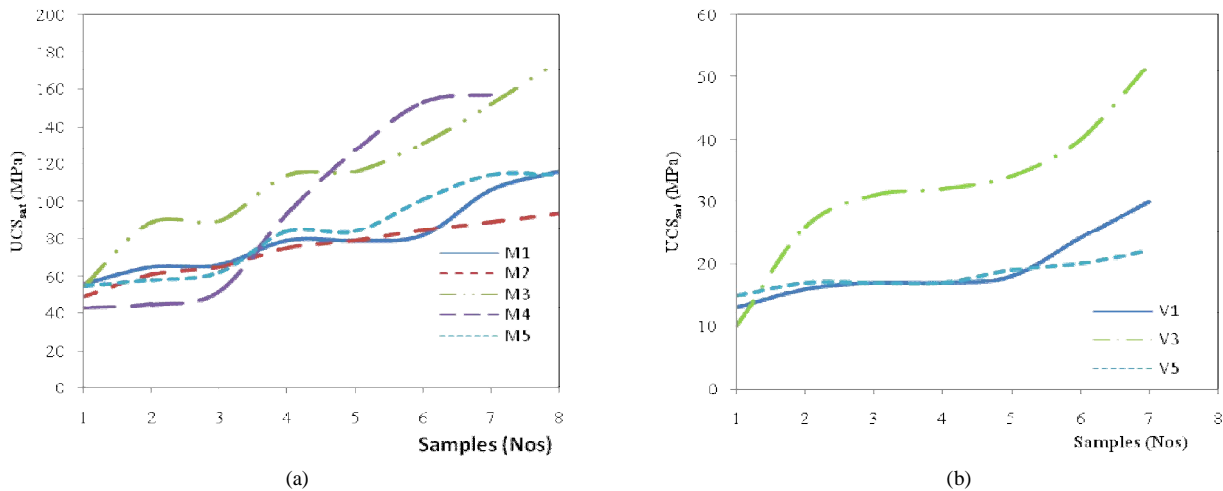 200
180
160
140
120
100
80
60
40
20
0
UCSsat (MPa)
M1
M2
M3
M4
M5
1 2 3 4 5 6 7 8
Samples (Nos)
(a)
60
50
40
30
20
10
0
UCSsat (MPa)
V1
V3
V5
1 2 3 4 5 6 7 8
Samples (Nos)
(b)